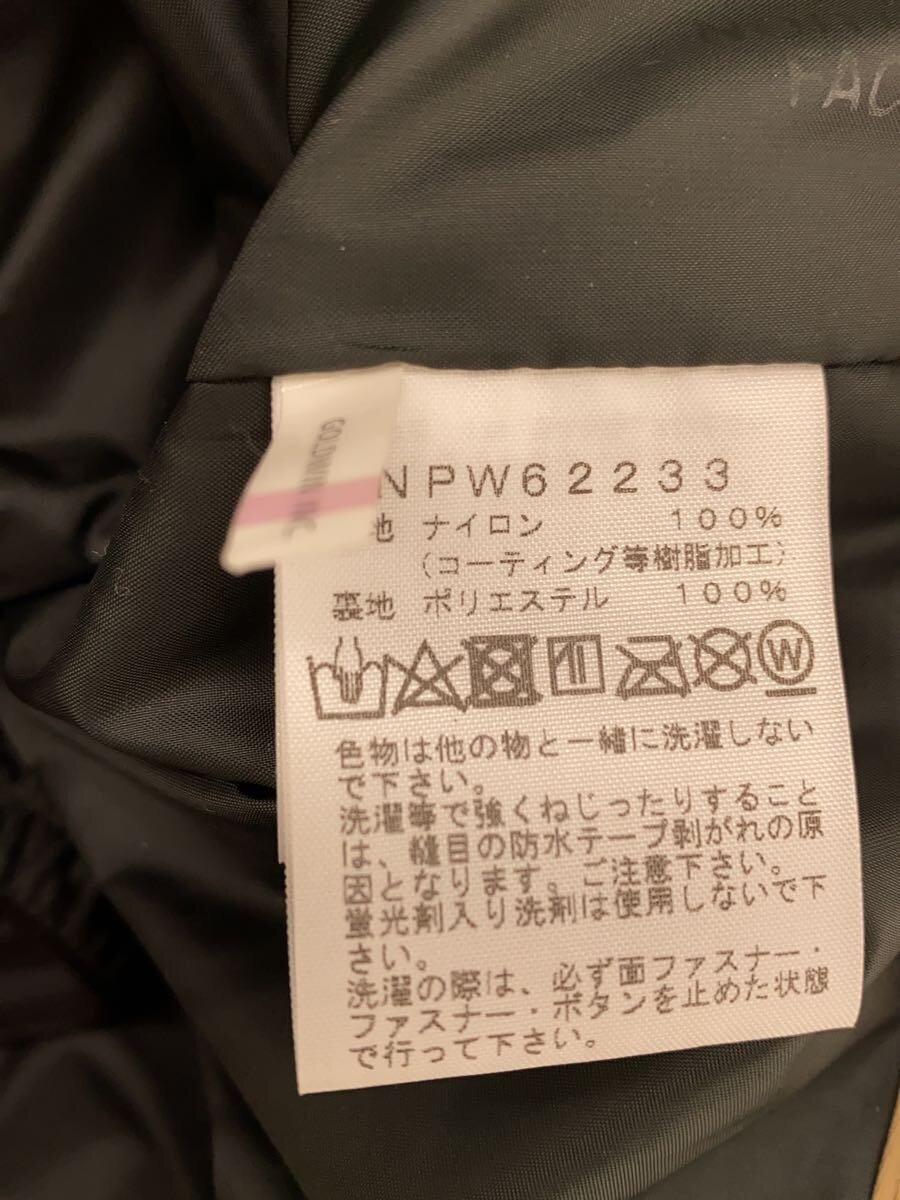 FAC
GOLDWIN INC
NPW62233
地 ナイロン 100%
(コーティング等樹脂加工)
裏地 ポリエステル 100%
W
色物は他の物と一緒に洗濯しない
で下さい。
洗濯等で強くねじったりすること
は、縫目の防水テープ剥がれの原
因となります。ご注意下さい。
蛍光剤入り洗剤は使用しないで下
さい。
洗濯の際は、必ず面ファスナー・
ファスナー・ボタンを止めた状態
で行って下さい。